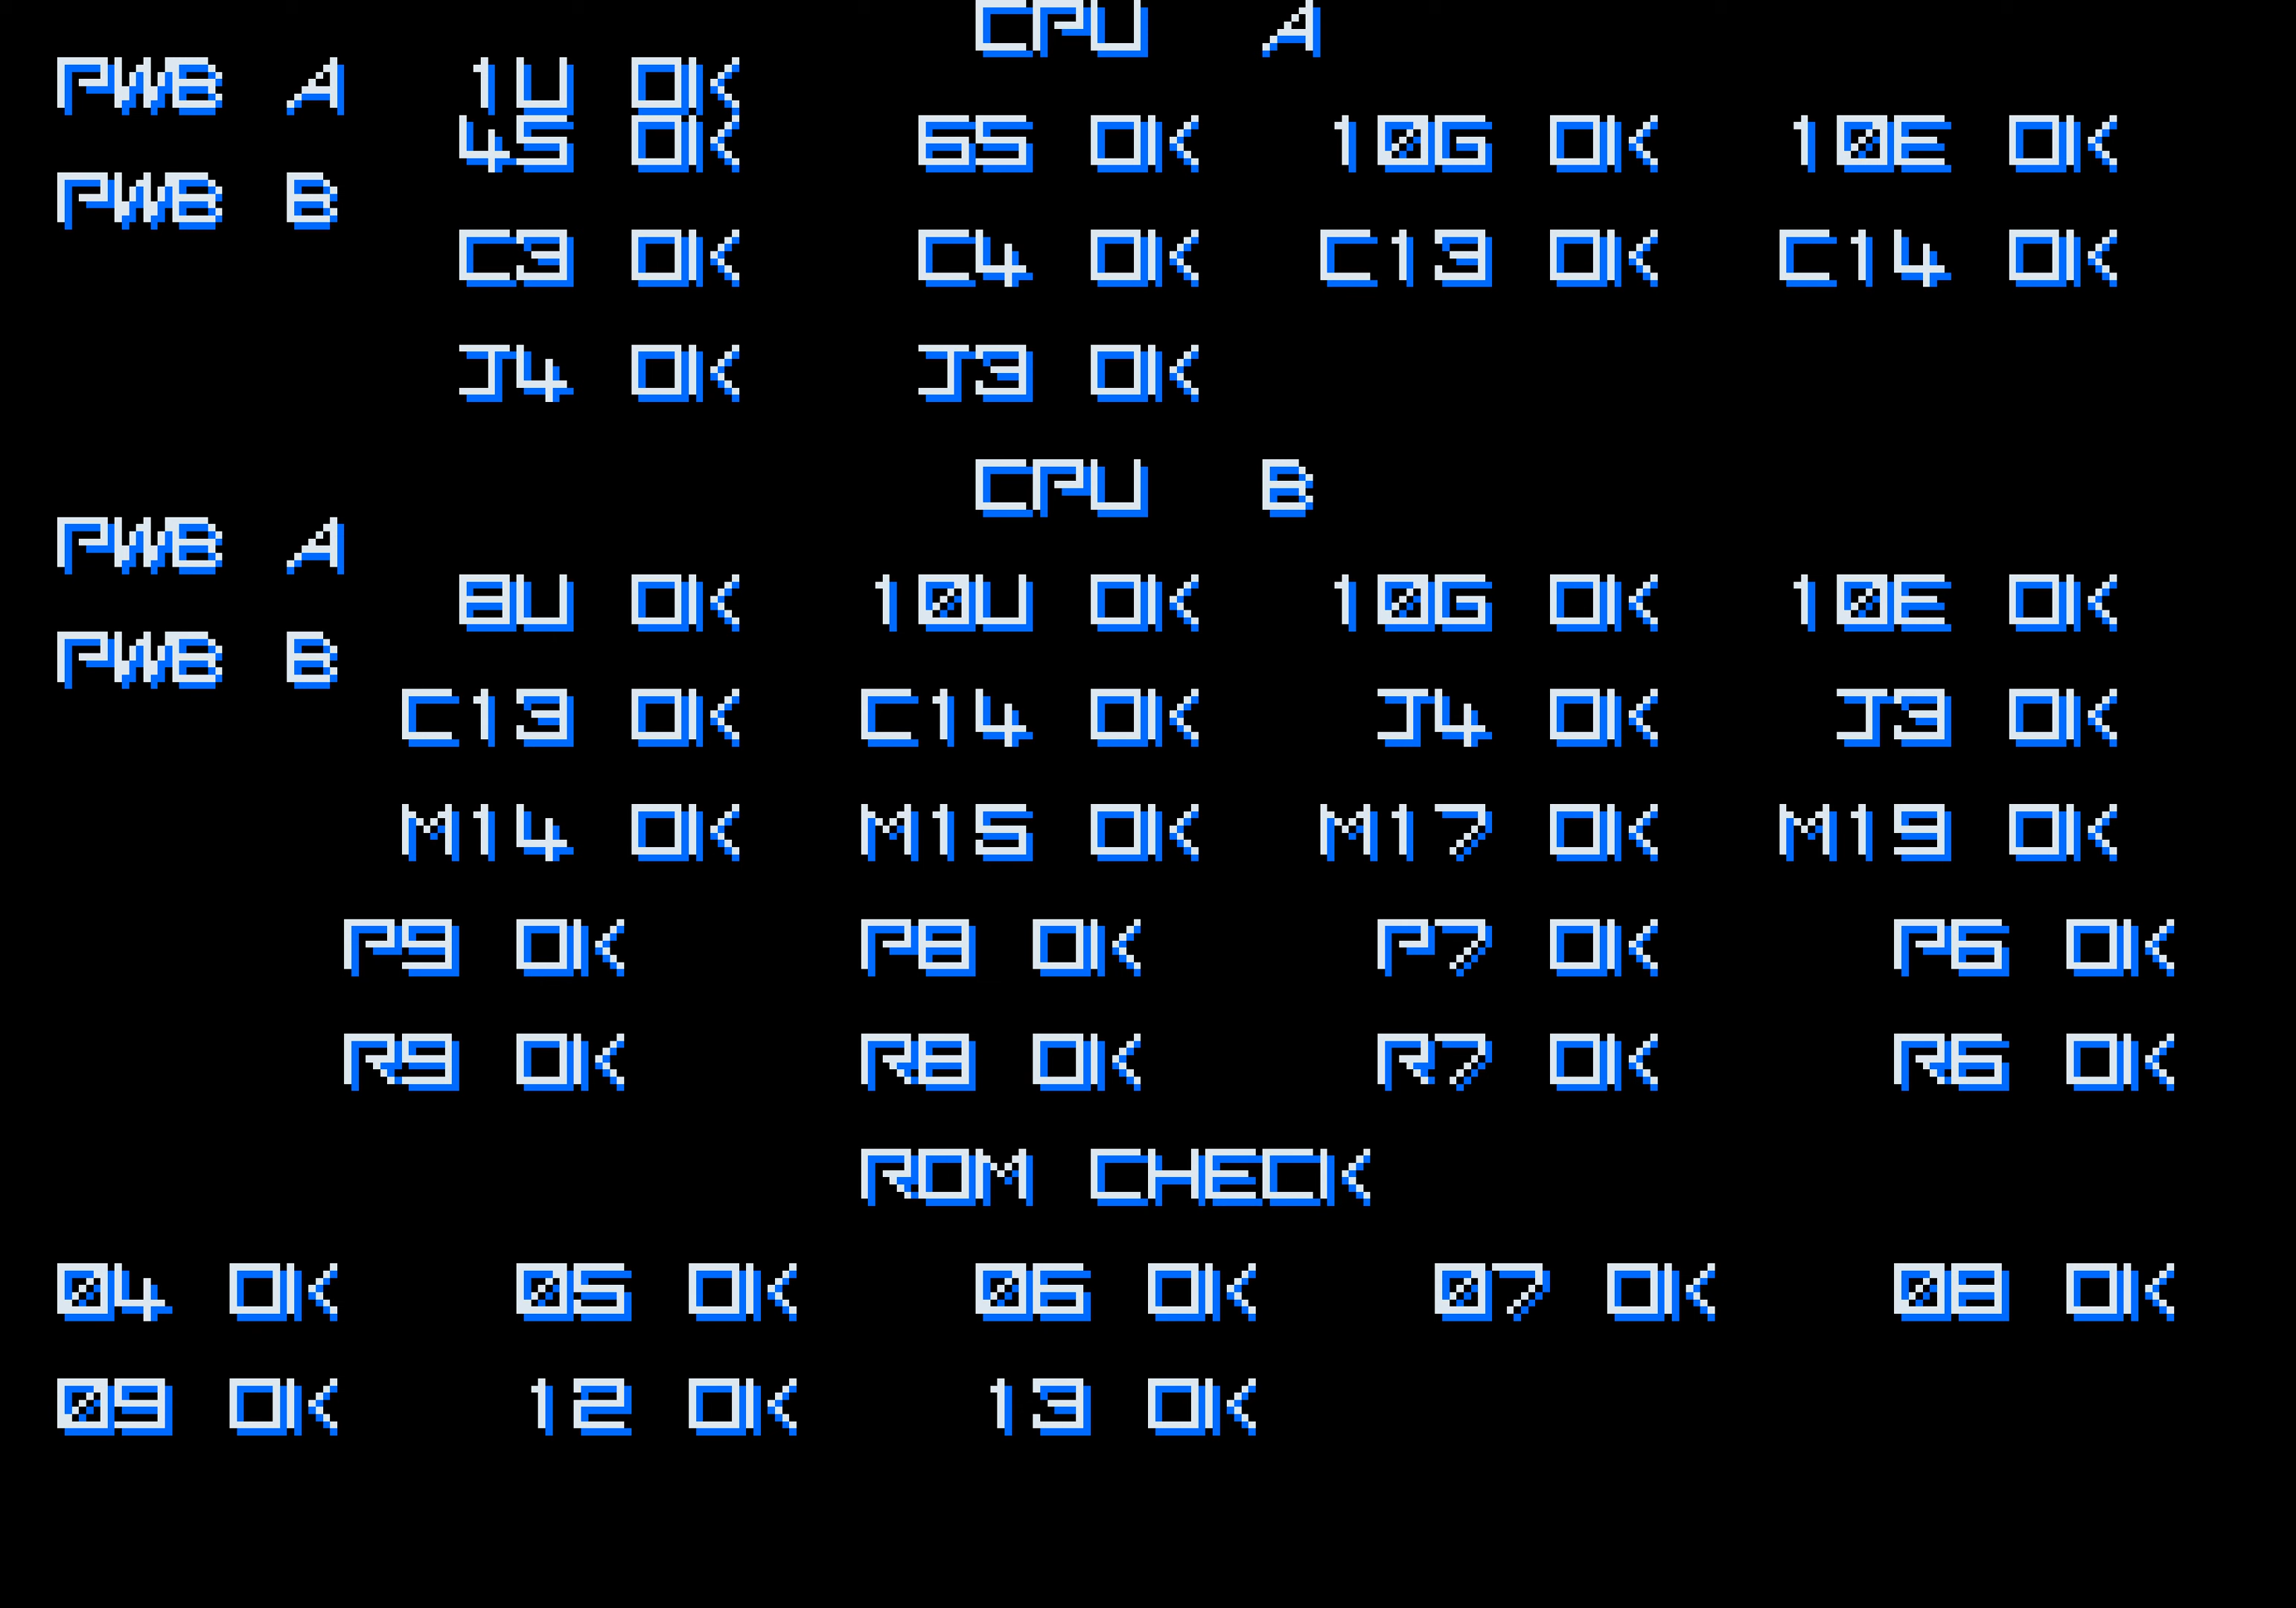 CPU A
PWB A 1U OK
4S OK 6S OK 10G OK 10E OK
PWB B
C3 OK C4 OK C13 OK C14 OK
J4 OK J3 OK
CPU B
PWB A
8U OK 10U OK 10G OK 10E OK
PWB B
C13 OK C14 OK J4 OK J3 OK
M14 OK M15 OK M17 OK M19 OK
P9 OK P8 OK P7 OK P6 OK
R9 OK R8 OK R7 OK R6 OK
ROM CHECK
04 OK 05 OK 06 OK 07 OK 08 OK
09 OK 12 OK 13 OK